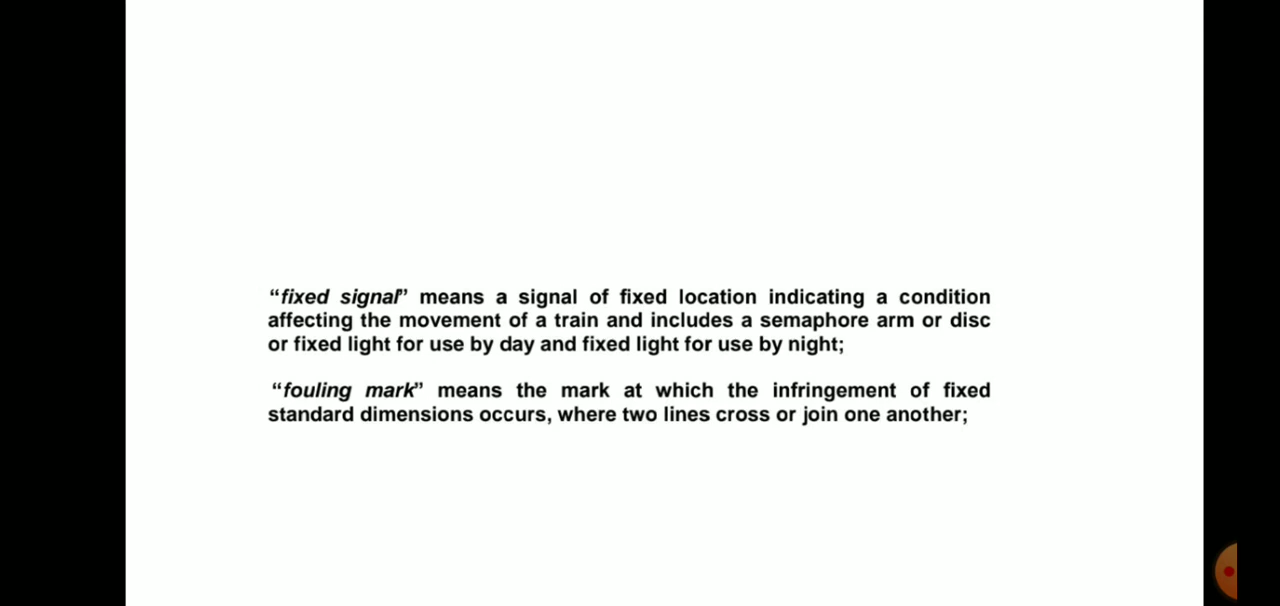 “fixed signal” means a signal of fixed location indicating a condition
affecting the movement of a train and includes a semaphore arm or disc
or fixed light for use by day and fixed light for use by night;
“fouling mark” means the mark at which the infringement of fixed
standard dimensions occurs, where two lines cross or join one another;